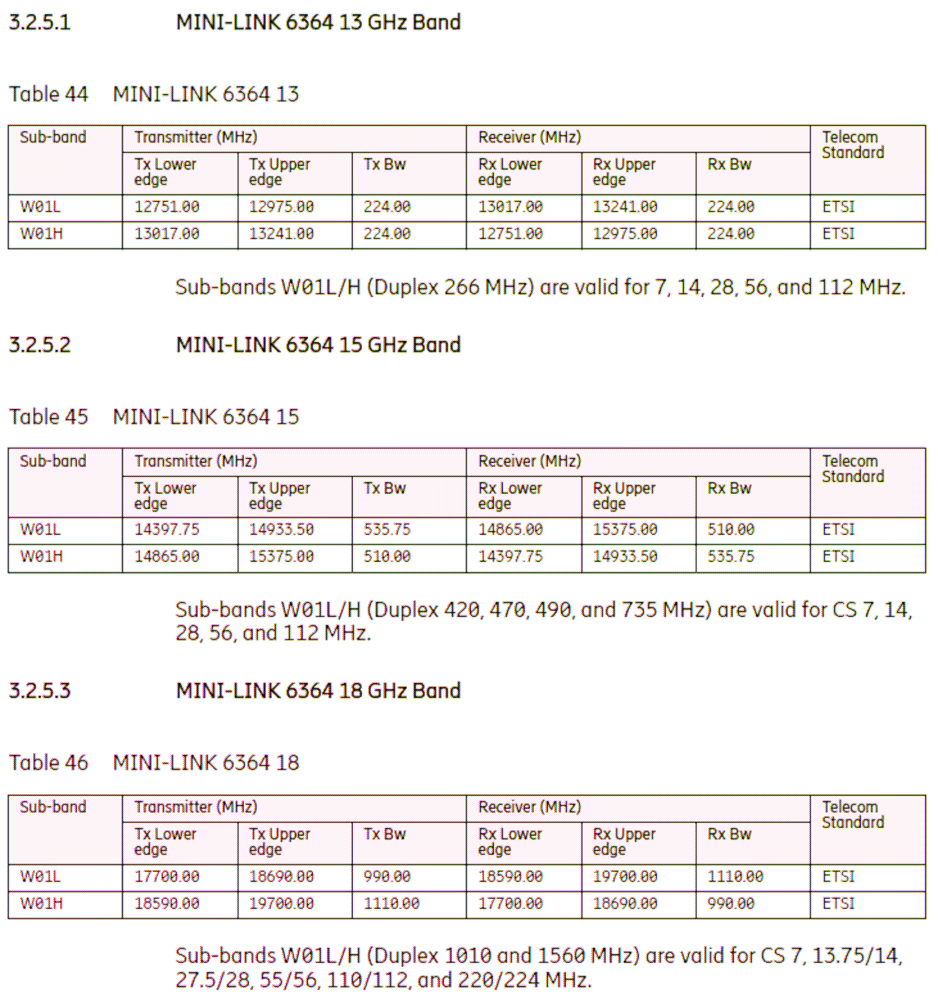 3.2.5.1 MINI-LINK 6364 13 GHz Band
Table 44 MINI-LINK 6364 13
Sub-band Transmitter (MHz) Receiver (MHz) Telecom Standard
Tx Lower edge Tx Upper edge Tx Bw Rx Lower edge Rx Upper edge Rx Bw
W01L 12751.00 12975.00 224.00 13017.00 13241.00 224.00 ETSI
W01H 13017.00 13241.00 224.00 12751.00 12975.00 224.00 ETSI
Sub-bands W01L/H (Duplex 266 MHz) are valid for 7, 14, 28, 56, and 112 MHz.
3.2.5.2 MINI-LINK 6364 15 GHz Band
Table 45 MINI-LINK 6364 15
Sub-band Transmitter (MHz) Receiver (MHz) Telecom Standard
Tx Lower edge Tx Upper edge Tx Bw Rx Lower edge Rx Upper edge Rx Bw
W01L 14397.75 14933.50 535.75 14865.00 15375.00 510.00 ETSI
W01H 14865.00 15375.00 510.00 14397.75 14933.50 535.75 ETSI
Sub-bands W01L/H (Duplex 420, 470, 490, and 735 MHz) are valid for CS 7, 14,
28, 56, and 112 MHz.
3.2.5.3 MINI-LINK 6364 18 GHz Band
Table 46 MINI-LINK 6364 18
Sub-band Transmitter (MHz) Receiver (MHz) Telecom Standard
Tx Lower edge Tx Upper edge Tx Bw Rx Lower edge Rx Upper edge Rx Bw
W01L 17700.00 18690.00 990.00 18590.00 19700.00 1110.00 ETSI
W01H 18590.00 19700.00 1110.00 17700.00 18690.00 990.00 ETSI
Sub-bands W01L/H (Duplex 1010 and 1560 MHz) are valid for CS 7, 13.75/14,
27.5/28, 55/56, 110/112, and 220/224 MHz.